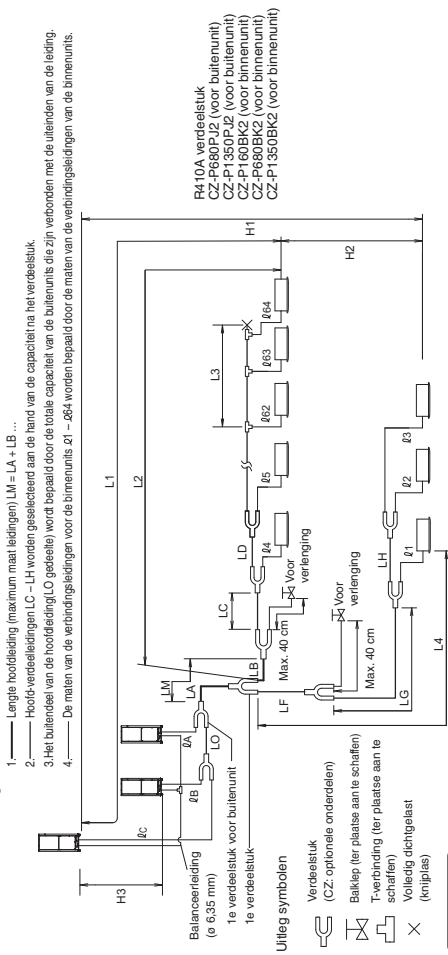 1. Lengte hoofdleiding (maximum maat leidingen) LM = LA + LB ...
2. Hoofd-verdeelleidingen LC – LH worden geselecteerd aan de hand van de capaciteit na het verdeelstuk.
3.Het buitendeel van de hoofdleiding(LO gedeelte) wordt bepaald door de totale capaciteit van de buitenunits die zijn verbonden met de uiteinden van de leiding.
4. De maten van de verbindingsleidingen voor de binnenunits ℓ1 – ℓ64 worden bepaald door de maten van de verbindingsleidingen van de binnenunits.
R410A verdeelstuk
CZ-P680PJ2 (voor buitenunit)
CZ-P1350PJ2 (voor buitenunit)
CZ-P160BK2 (voor binnenunit)
CZ-P680BK2 (voor binnenunit)
CZ-P1350BK2 (voor binnenunit)
H1
H2
H3
L1
L2
L3
L4
LM
LA
LB
LC
LD
LF
LG
LH
LO
ℓA
ℓB
ℓC
ℓ1
ℓ2
ℓ3
ℓ4
ℓ5
ℓ62
ℓ63
ℓ64
Max. 40 cm
Voor
verlenging
Max. 40 cm
Voor
verlenging
Balanceerleiding
(ø 6,35 mm)
1e verdeelstuk voor buitenunit
1e verdeelstuk
Uitleg symbolen
Verdeelstuk
(CZ: optionele onderdelen)
Balklep (ter plaatse aan te schaffen)
T-verbinding (ter plaatse aan te
schaffen)
Volledig dichtgelast
(knijplas)